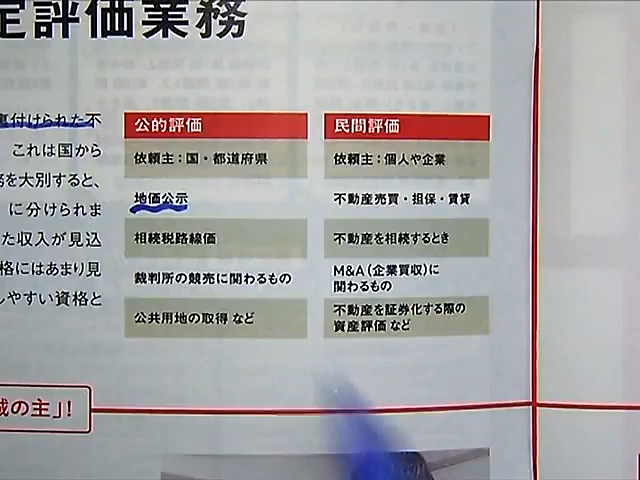 定評価業務
裏付けられた不
これは国から
務を大別すると、
に分けられま
た収入が見込
格にはあまり見
しやすい資格と
公的評価
依頼主：国・都道府県
地価公示
相続税路線価
裁判所の競売に関わるもの
公共用地の取得 など
民間評価
依頼主：個人や企業
不動産売買・担保・賃貸
不動産を相続するとき
M&A（企業買収）に
関わるもの
不動産を証券化する際の
資産評価 など
の主」！